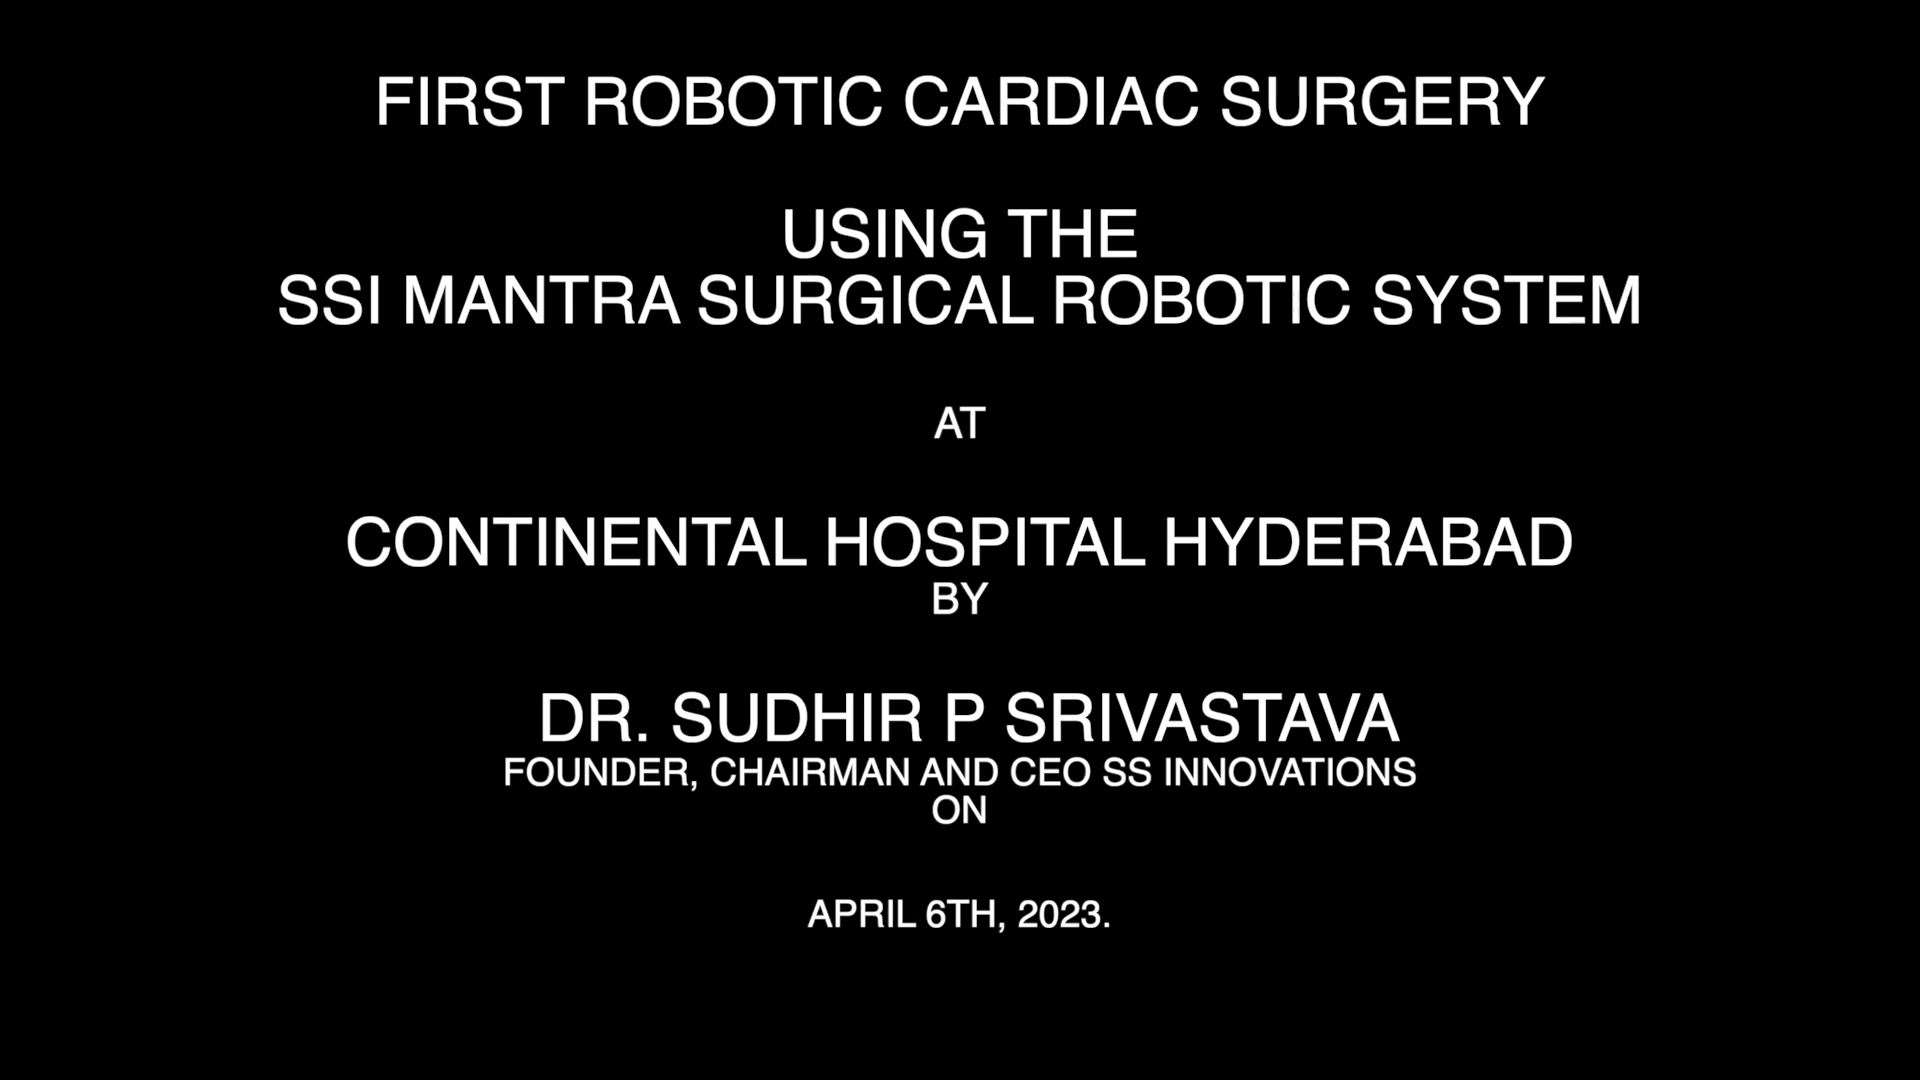 FIRST ROBOTIC CARDIAC SURGERY
USING THE
SSI MANTRA SURGICAL ROBOTIC SYSTEM
AT
CONTINENTAL HOSPITAL HYDERABAD
BY
DR. SUDHIR P SRIVASTAVA
FOUNDER, CHAIRMAN AND CEO SS INNOVATIONS
ON
APRIL 6TH, 2023.